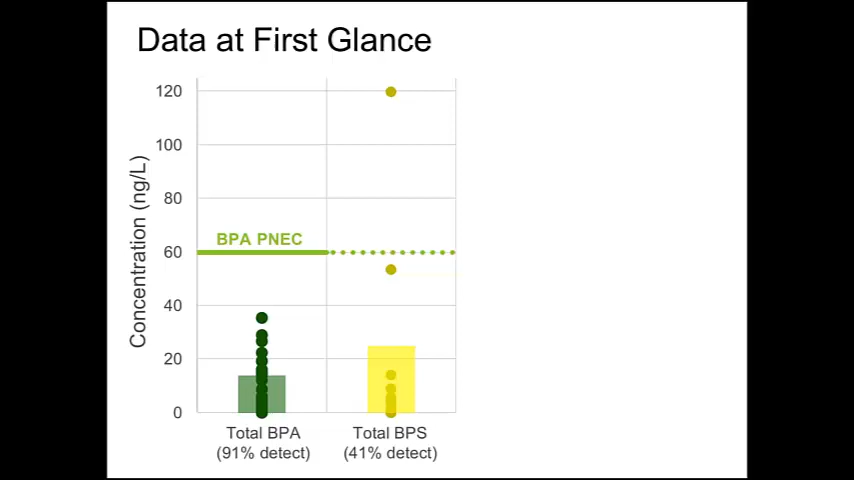 Data at First Glance
Concentration (ng/L)
120
100
80
60
40
20
0
BPA PNEC
Total BPA
(91% detect)
Total BPS
(41% detect)